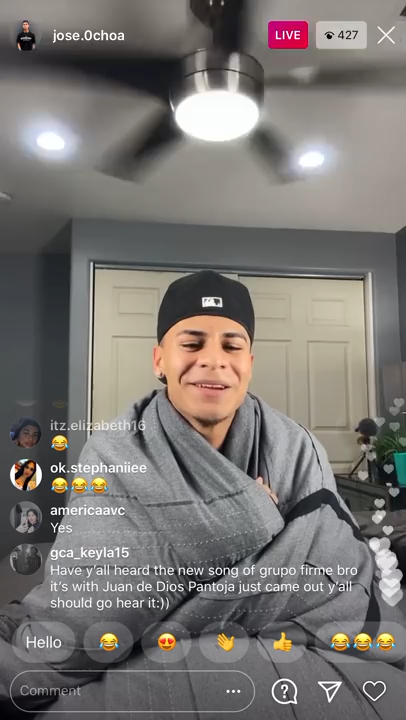 jose.0choa
LIVE
427
itz.elizabeth16
😂
ok.stephaniiee
😂😂😂
americaavc
Yes
gca_keyla15
Have y'all heard the new song of grupo firme bro
it's with Juan de Dios Pantoja just came out y'all
should go hear it:))
Hello 😂 😍 👋 👍 😂😂😂
Comment